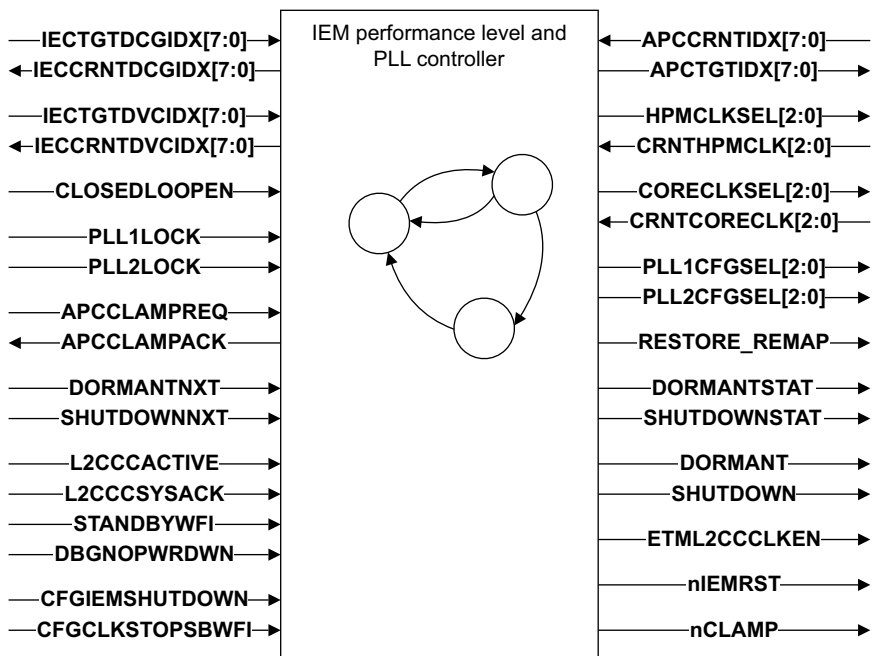 IEM performance level and
PLL controller
IECTGTDCGIDX[7:0]
IECCRNTDCGIDX[7:0]
IECTGTDVCIDX[7:0]
IECCRNTDVCIDX[7:0]
CLOSEDLOOPEN
PLL1LOCK
PLL2LOCK
APCCLAMPREQ
APCCLAMPACK
DORMANTNXT
SHUTDOWNNXT
L2CCCACTIVE
L2CCCSYSACK
STANDBYWFI
DBGNOPWRDWN
CFGIEMSHUTDOWN
CFGCLKSTOPSBWFI
APCCRNTIDX[7:0]
APCTGTIDX[7:0]
HPMCLKSEL[2:0]
CRNTHPMCLK[2:0]
CORECLKSEL[2:0]
CRNTCORECLK[2:0]
PLL1CFGSEL[2:0]
PLL2CFGSEL[2:0]
RESTORE_REMAP
DORMANTSTAT
SHUTDOWNSTAT
DORMANT
SHUTDOWN
ETML2CCCLKEN
nIEMRST
nCLAMP